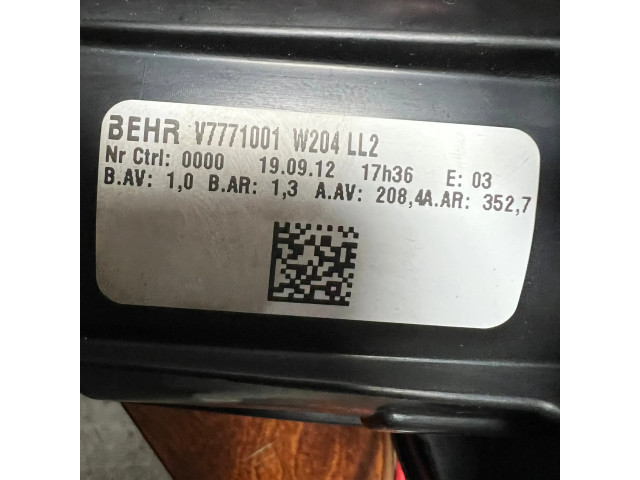 BEHR V7771001 W204 LL2
Nr Ctrl: 0000 19.09.12 17h36 E: 03
B.AV: 1,0 B.AR: 1,3 A.AV: 208,4A.AR: 352,7